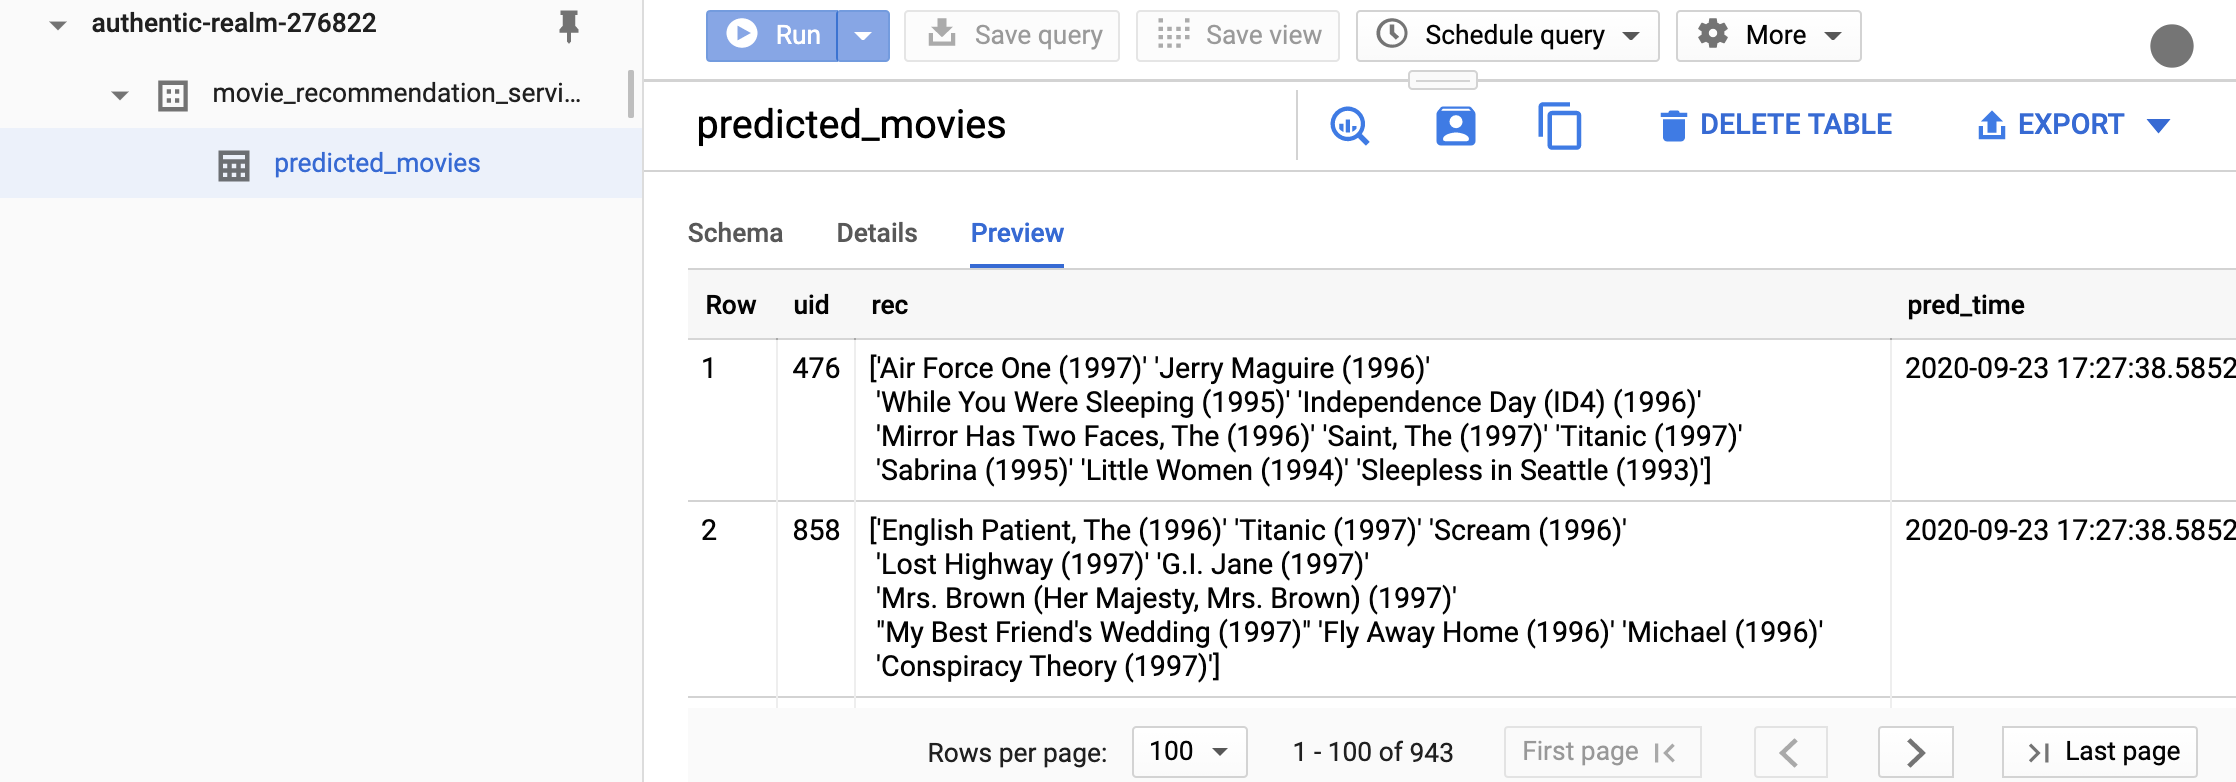 authentic-realm-276822
movie_recommendation_servi...
predicted_movies
Run
Save query
Save view
Schedule query
More
predicted_movies
DELETE TABLE
EXPORT
Schema
Details
Preview
Row uid rec pred_time
1 476 ['Air Force One (1997)' 'Jerry Maguire (1996)' 2020-09-23 17:27:38.5852
'While You Were Sleeping (1995)' 'Independence Day (ID4) (1996)'
'Mirror Has Two Faces, The (1996)' 'Saint, The (1997)' 'Titanic (1997)'
'Sabrina (1995)' 'Little Women (1994)' 'Sleepless in Seattle (1993)']
2 858 ['English Patient, The (1996)' 'Titanic (1997)' 'Scream (1996)' 2020-09-23 17:27:38.5852
'Lost Highway (1997)' 'G.I. Jane (1997)'
'Mrs. Brown (Her Majesty, Mrs. Brown) (1997)'
"My Best Friend's Wedding (1997)" 'Fly Away Home (1996)' 'Michael (1996)'
'Conspiracy Theory (1997)']
Rows per page: 100 1 - 100 of 943 First page Last page